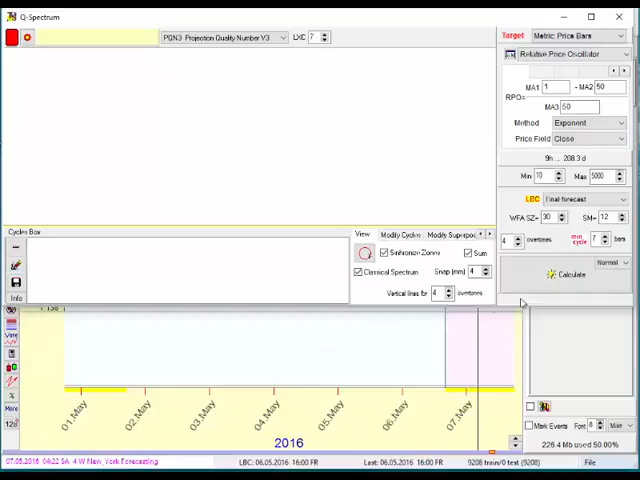 Q-Spectrum
PQN3 Projection Quality Number V3
LXC 7
Target Metric Price Bars
Relative Price Oscillator
RPO=
MA1 1 - MA2 50
MA3 50
Method Exponent
Price Field Close
9h ... 208.3 d
Min 10 Max 5000
LBC Final forecast
WFA SZ= 30 SM= 12
4 overtones min cycle 7 bars
Normal
Calculate
Cycles Box
Info
View Modify Cycles Modify Superpos
Sinhronize Zones Sum
Classical Spectrum Snap (mm) 4
Vertical lines for 4 overtones
More
01.May 02.May 03.May 04.May 05.May 06.May 07.May
2016
Mark Events Font 8 Main
226.4 Mb used 50.00%
07.05.2016 04:22 SA 4 W New_York Forecasting
LBC: 06.05.2016 16:00 FR
Last: 06.05.2016 16:00 FR
9208 train/0 test (9208)
File